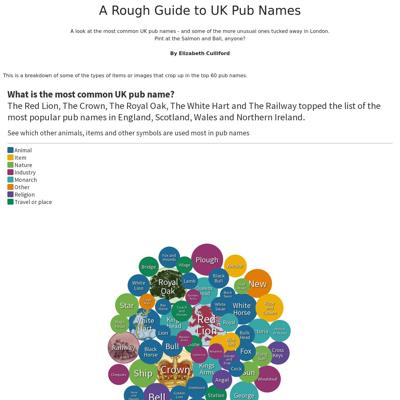 A Rough Guide to UK Pub Names
A look at the most common UK pub names - and some of the more unusual ones tucked away in London.
Pint at the Salmon and Ball, anyone?
By Elizabeth Culliford
This is a breakdown of some of the types of items or images that crop up in the top 60 pub names.
What is the most common UK pub name?
The Red Lion, The Crown, The Royal Oak, The White Hart and The Railway topped the list of the
most popular pub names in England, Scotland, Wales and Northern Ireland.
See which other animals, items and other symbols are used most in pub names
Animal
Item
Nature
Industry
Monarch
Other
Religion
Travel or place
Plough
Bridge
Black
Bull
White
Lion
Lamb
Royal
Oak
New
Star
White
Hart
Red
Lion
White
Horse
Lion
Railway
Black
Horse
Bull
Fox
Cross
Keys
Ship
Crown
Kings
Arms
Cock
Angel
Wheatsheaf
Bell
Statue
George